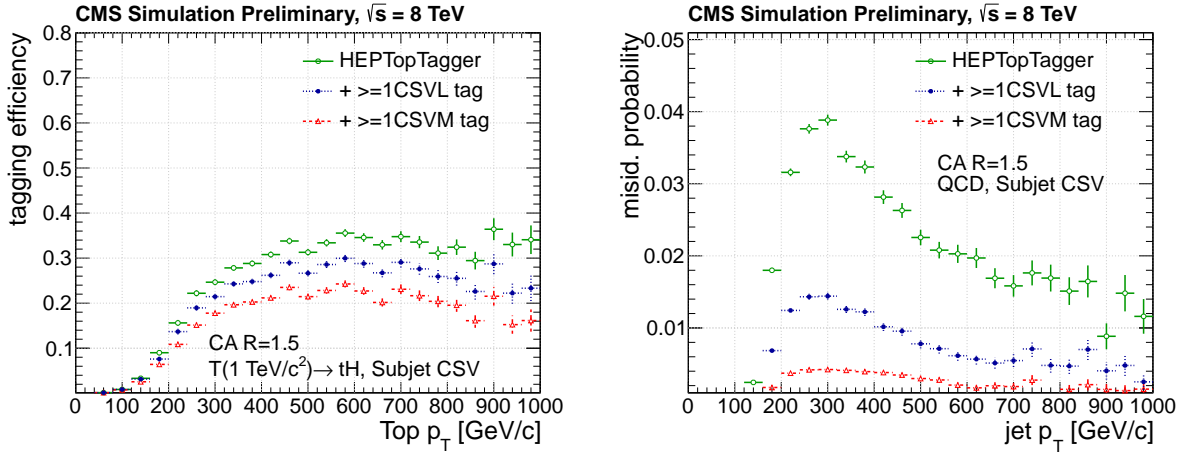 CMS Simulation Preliminary, √s = 8 TeV
tagging efficiency
0.8
0.7
0.6
0.5
0.4
0.3
0.2
0.1
HEPTopTagger
+ >=1CSVL tag
+ >=1CSVM tag
CA R=1.5
T(1 TeV/c²)→ tH, Subjet CSV
0 100 200 300 400 500 600 700 800 900 1000
Top p_T [GeV/c]
CMS Simulation Preliminary, √s = 8 TeV
misid. probability
0.05
0.04
0.03
0.02
0.01
HEPTopTagger
+ >=1CSVL tag
+ >=1CSVM tag
CA R=1.5
QCD, Subjet CSV
0 100 200 300 400 500 600 700 800 900 1000
jet p_T [GeV/c]